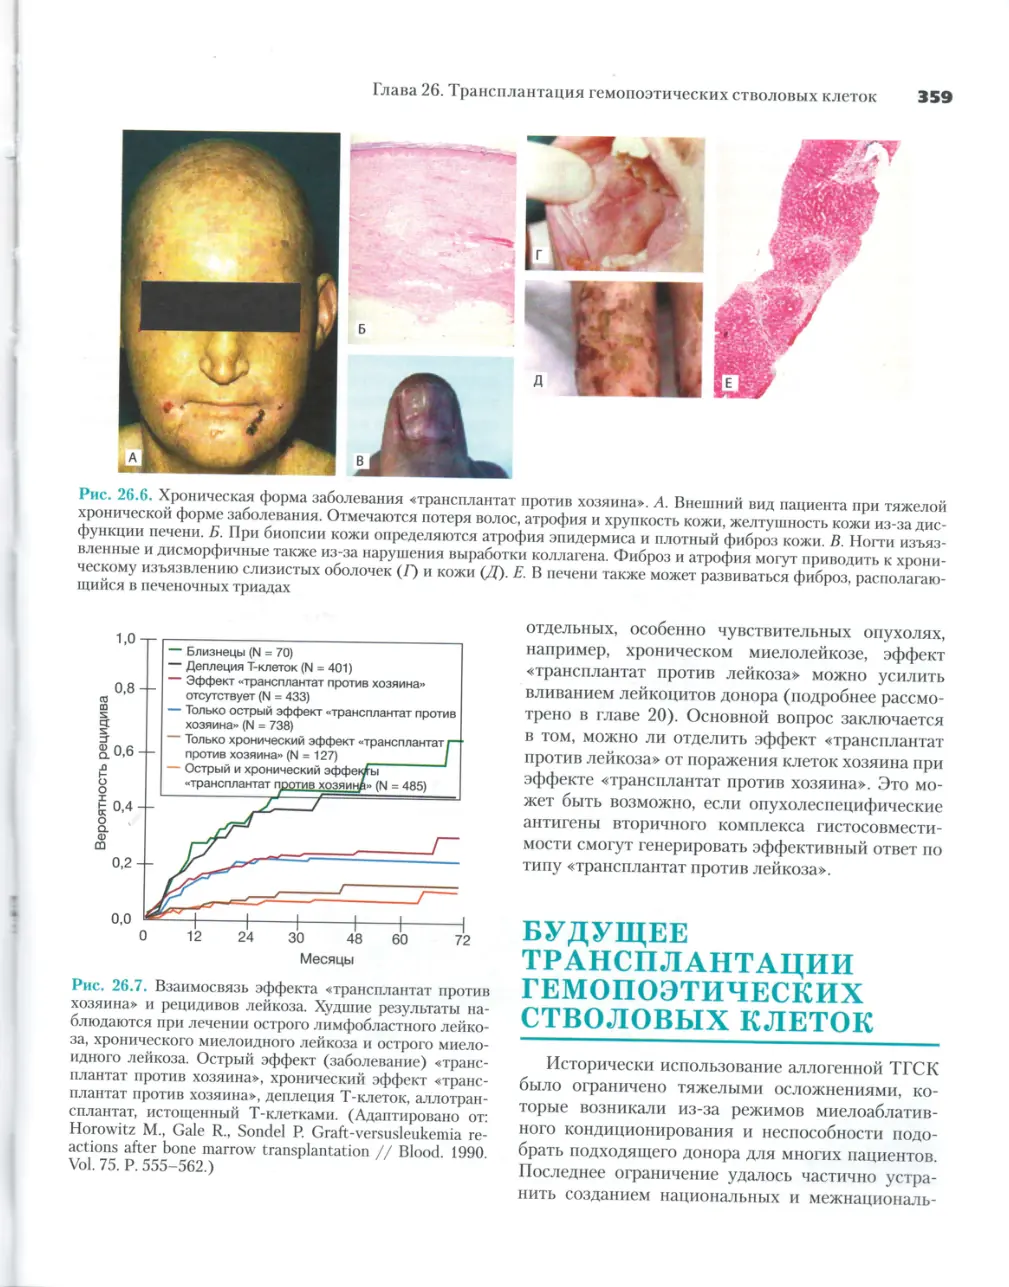 Глава 26. Трансплантация гемопоэтических стволовых клеток 359
А
Б
В
Г
Д
Е
Рис. 26.6. Хроническая форма заболевания «трансплантат против хозяина». А. Внешний вид пациента при тяжелой
хронической форме заболевания. Отмечаются потеря волос, атрофия и хрупкость кожи, желтушность кожи из-за дис-
функции печени. Б. При биопсии кожи определяются атрофия эпидермиса и плотный фиброз кожи. В. Ногти изъяз-
вленные и дисморфичные также из-за нарушения выработки коллагена. Фиброз и атрофия могут приводить к хрони-
ческому изъязвлению слизистых оболочек (Г) и кожи (Д). Е. В печени также может развиваться фиброз, располагаю-
щийся в печеночных триадах
Вероятность рецидива
1,0
0,8
0,6
0,4
0,2
0,0
Близнецы (N = 70)
Деплеция Т-клеток (N = 401)
Эффект «трансплантат против хозяина»
отсутствует (N = 433)
Только острый эффект «трансплантат против
хозяина» (N = 738)
Только хронический эффект «трансплантат
против хозяина» (N = 127)
Острый и хронический эффекты
«трансплантат против хозяина» (N = 485)
0 12 24 30 48 60 72
Месяцы
Рис. 26.7. Взаимосвязь эффекта «трансплантат против
хозяина» и рецидивов лейкоза. Худшие результаты на-
блюдаются при лечении острого лимфобластного лейко-
за, хронического миелоидного лейкоза и острого миело-
идного лейкоза. Острый эффект (заболевание) «транс-
плантат против хозяина», хронический эффект «транс-
плантат против хозяина», деплеция Т-клеток, аллотран-
сплантат, истощенный Т-клетками. (Адаптировано от:
Horowitz M., Gale R., Sondel P. Graft-versusleukemia re-
actions after bone marrow transplantation // Blood. 1990.
Vol. 75. P. 555–562.)
отдельных, особенно чувствительных опухолях,
например, хроническом миелолейкозе, эффект
«трансплантат против лейкоза» можно усилить
вливанием лейкоцитов донора (подробнее рассмо-
трено в главе 20). Основной вопрос заключается
в том, можно ли отделить эффект «трансплантат
против лейкоза» от поражения клеток хозяина при
эффекте «трансплантат против хозяина». Это мо-
жет быть возможно, если опухолеспецифические
антигены вторичного комплекса гистосовмести-
мости смогут генерировать эффективный ответ по
типу «трансплантат против лейкоза».
БУДУЩЕЕ
ТРАНСПЛАНТАЦИИ
ГЕМОПОЭТИЧЕСКИХ
СТВОЛОВЫХ КЛЕТОК
Исторически использование аллогенной ТГСК
было ограничено тяжелыми осложнениями, ко-
торые возникали из-за режимов миелоаблатив-
ного кондиционирования и неспособности подо-
брать подходящего донора для многих пациентов.
Последнее ограничение удалось частично устра-
нить созданием национальных и межнациональ-